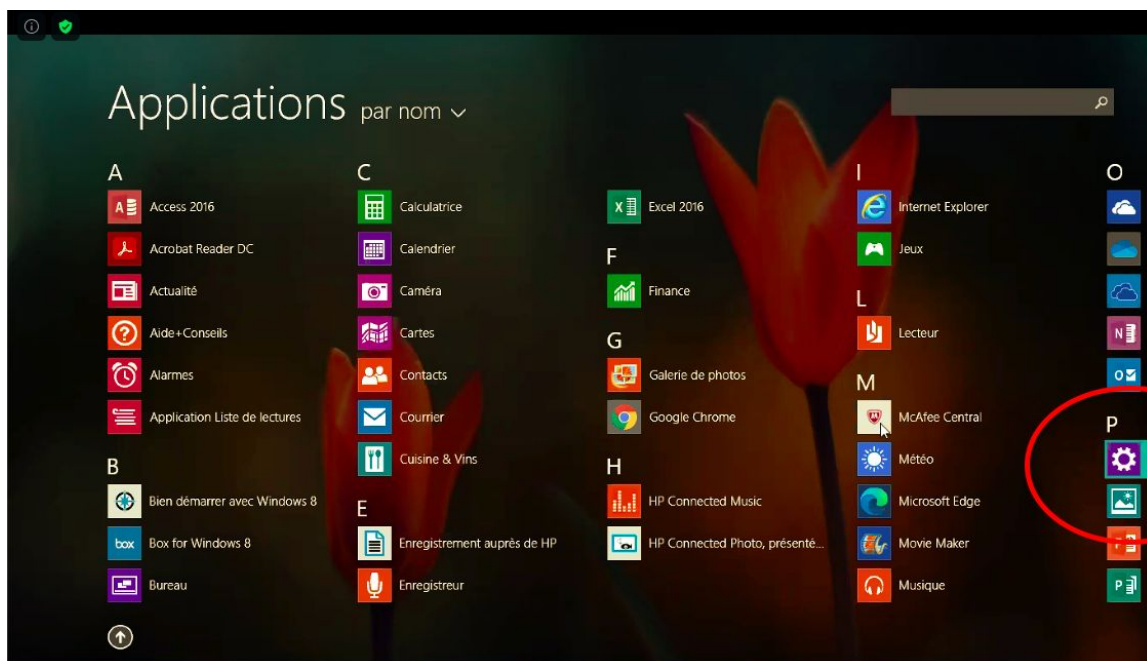 Applications par nom
A
Access 2016
Acrobat Reader DC
Actualité
Aide+Conseils
Alarmes
Application Liste de lectures
B
Bien démarrer avec Windows 8
box Box for Windows 8
Bureau
C
Calculatrice
Calendrier
Caméra
Cartes
Contacts
Courrier
Cuisine & Vins
E
Enregistrement auprès de HP
Enregistreur
Excel 2016
F
Finance
G
Galerie de photos
Google Chrome
H
HP Connected Music
HP Connected Photo, présenté...
I
Internet Explorer
Jeux
L
Lecteur
M
McAfee Central
Météo
Microsoft Edge
Movie Maker
Musique
O
P